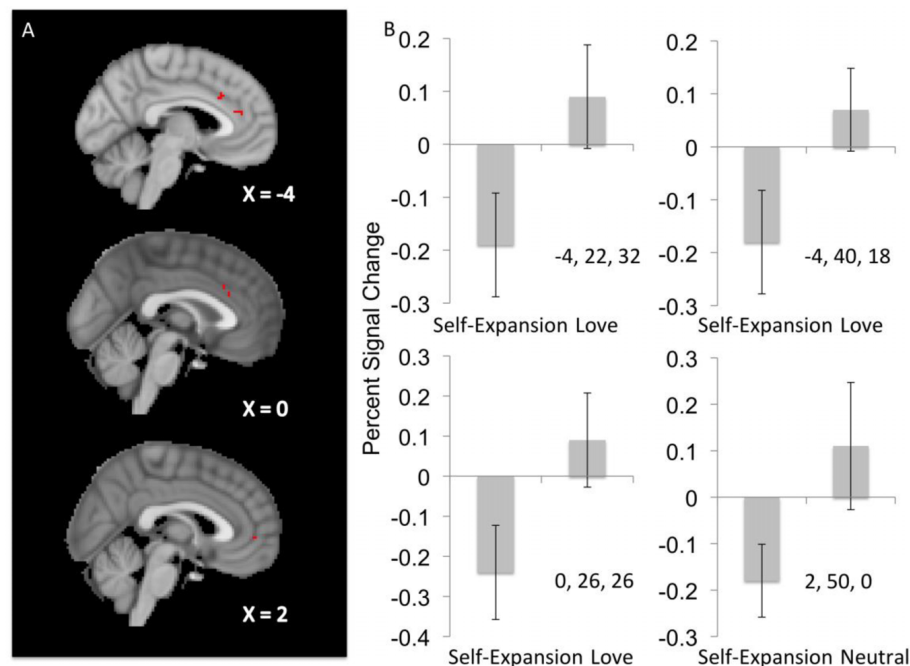 A
X = -4
X = 0
X = 2
B
Percent Signal Change
0.2
0.1
0
-0.1
-0.2
-0.3
-4, 22, 32
Self-Expansion Love
0.2
0.1
0
-0.1
-0.2
-0.3
-4, 40, 18
Self-Expansion Love
0.3
0.2
0.1
0
-0.1
-0.2
-0.3
-0.4
0, 26, 26
Self-Expansion Love
0.3
0.2
0.1
0
-0.1
-0.2
-0.3
2, 50, 0
Self-Expansion Neutral